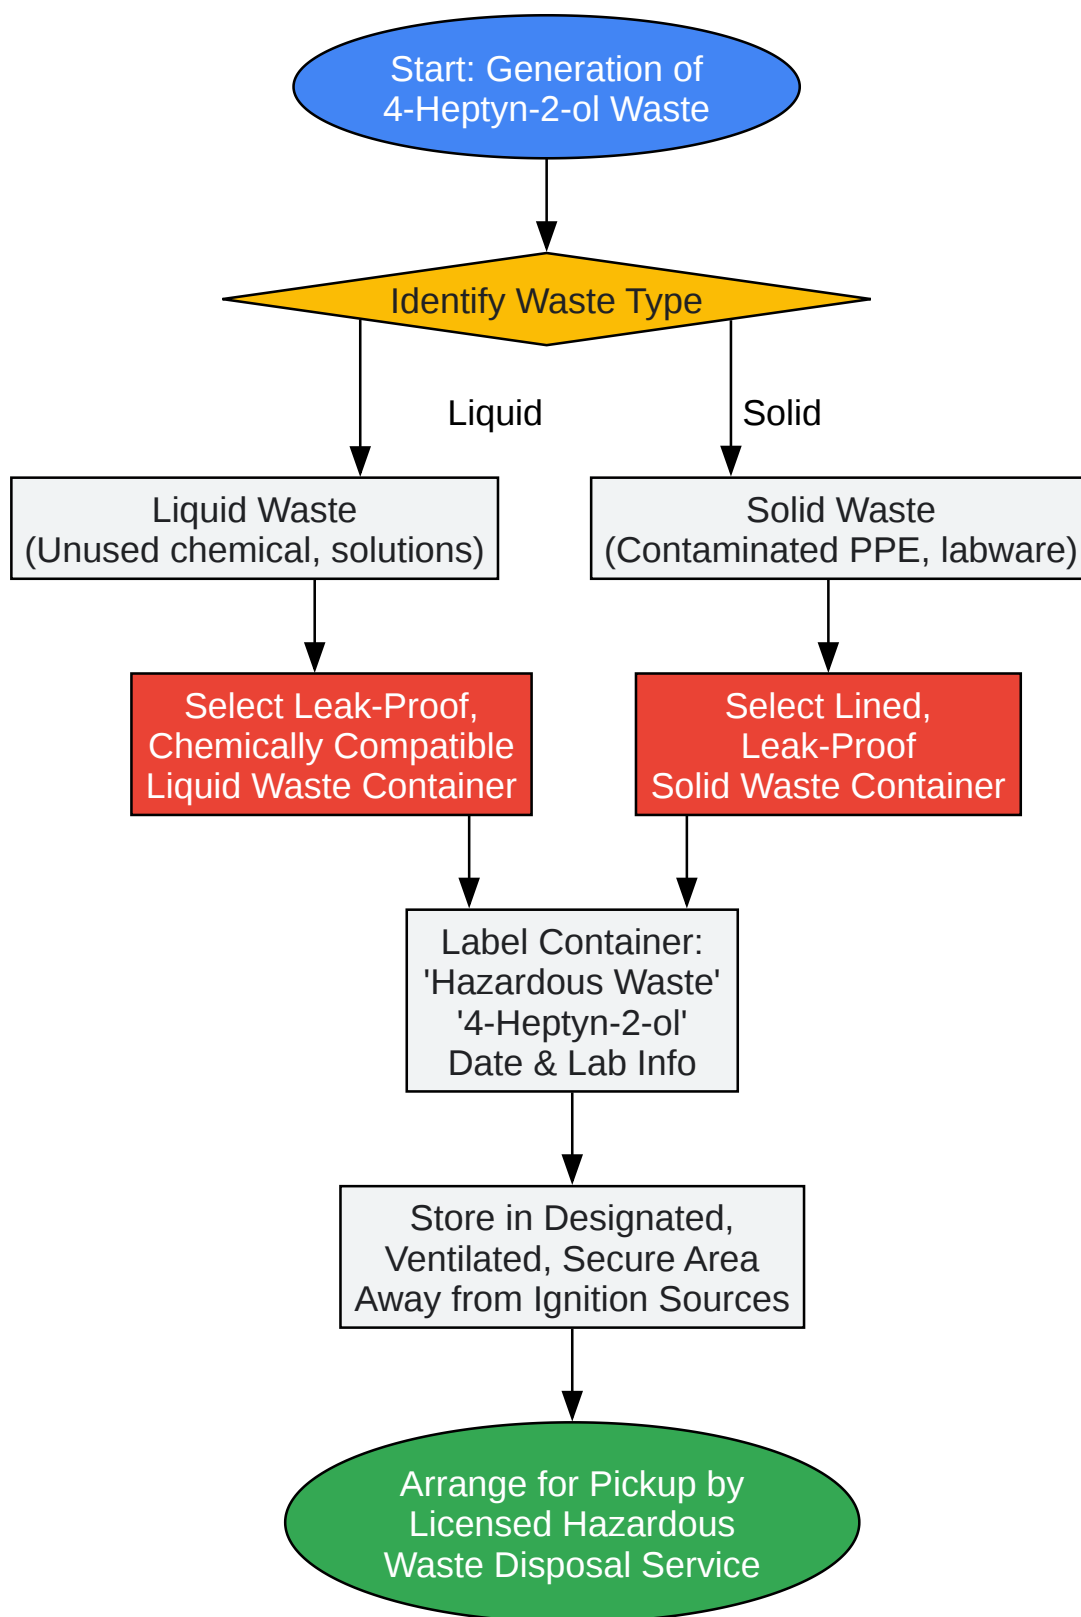 Start: Generation of
4-Heptyn-2-ol Waste
Identify Waste Type
Liquid
Solid
Liquid Waste
(Unused chemical, solutions)
Solid Waste
(Contaminated PPE, labware)
Select Leak-Proof,
Chemically Compatible
Liquid Waste Container
Select Lined,
Leak-Proof
Solid Waste Container
Label Container:
'Hazardous Waste'
'4-Heptyn-2-ol'
Date & Lab Info
Store in Designated,
Ventilated, Secure Area
Away from Ignition Sources
Arrange for Pickup by
Licensed Hazardous
Waste Disposal Service